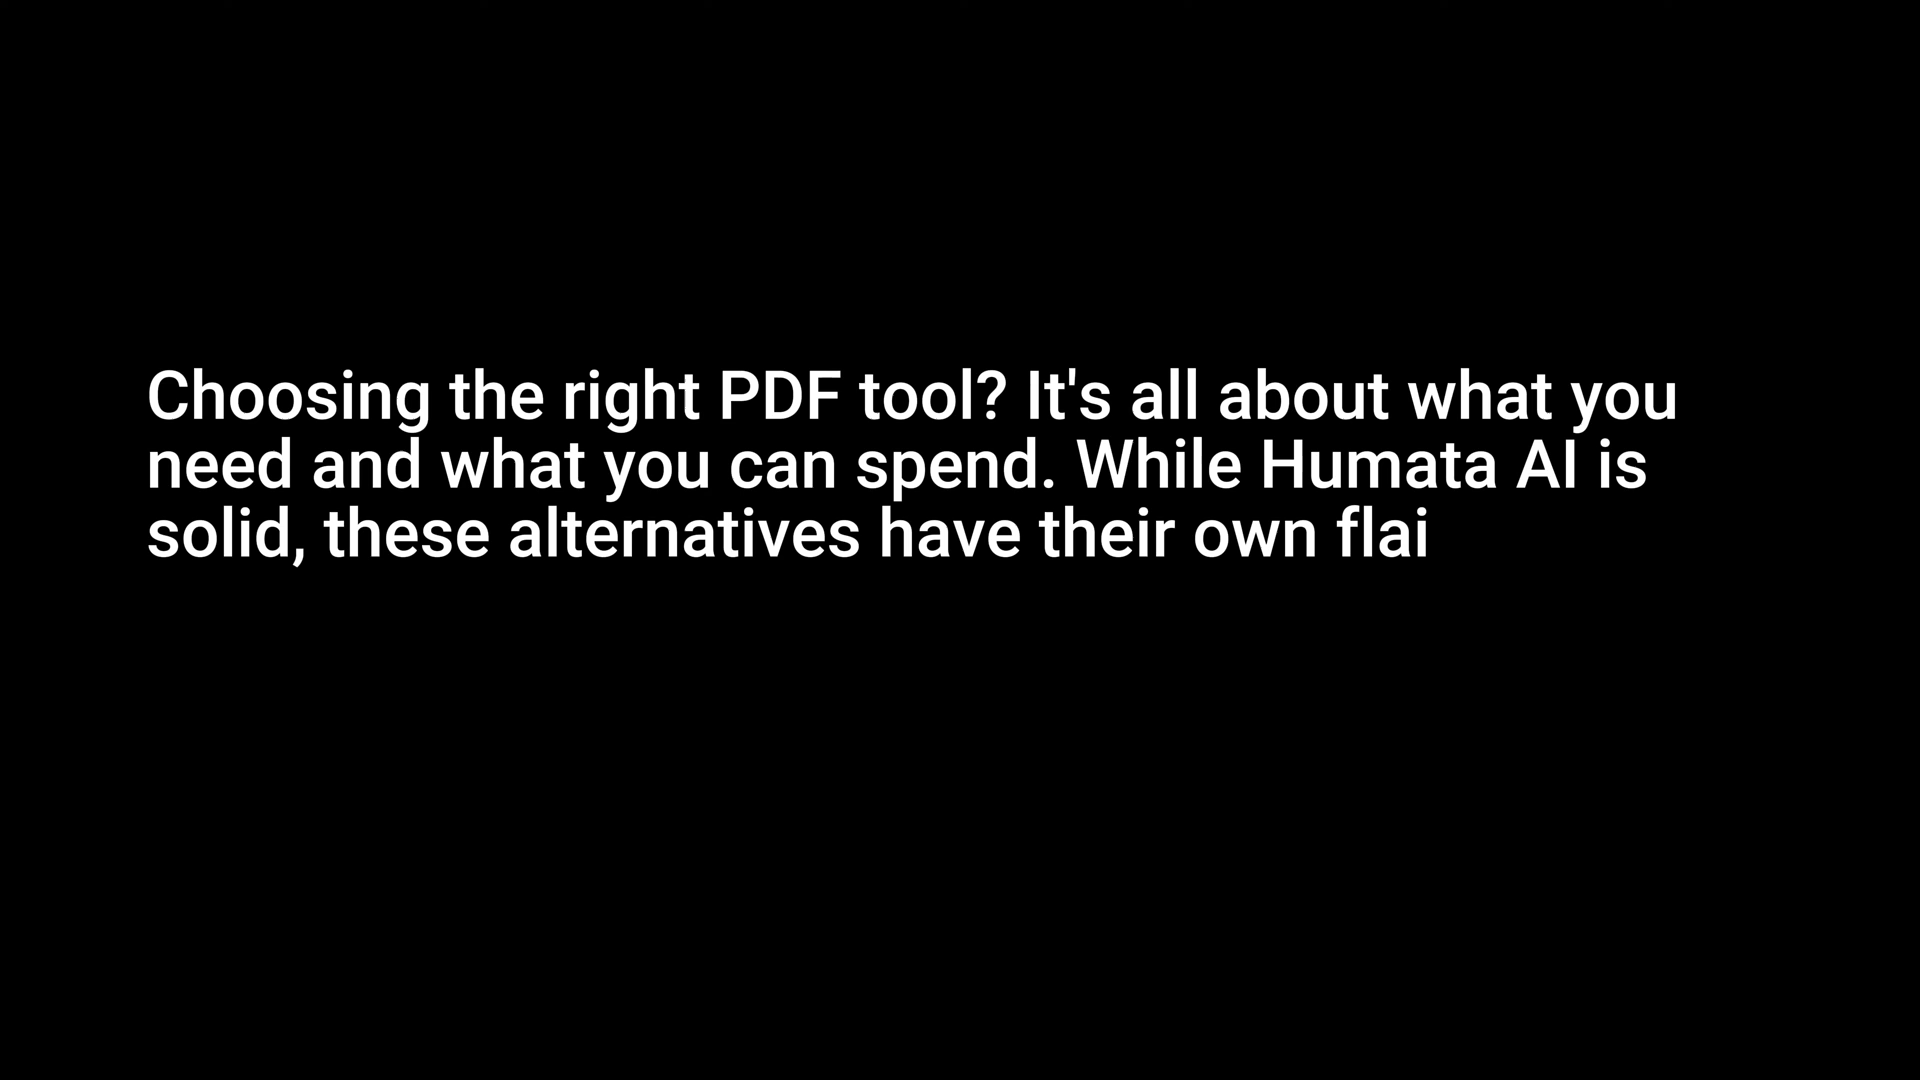 Choosing the right PDF tool? It's all about what you
need and what you can spend. While Humata AI is
solid, these alternatives have their own flai